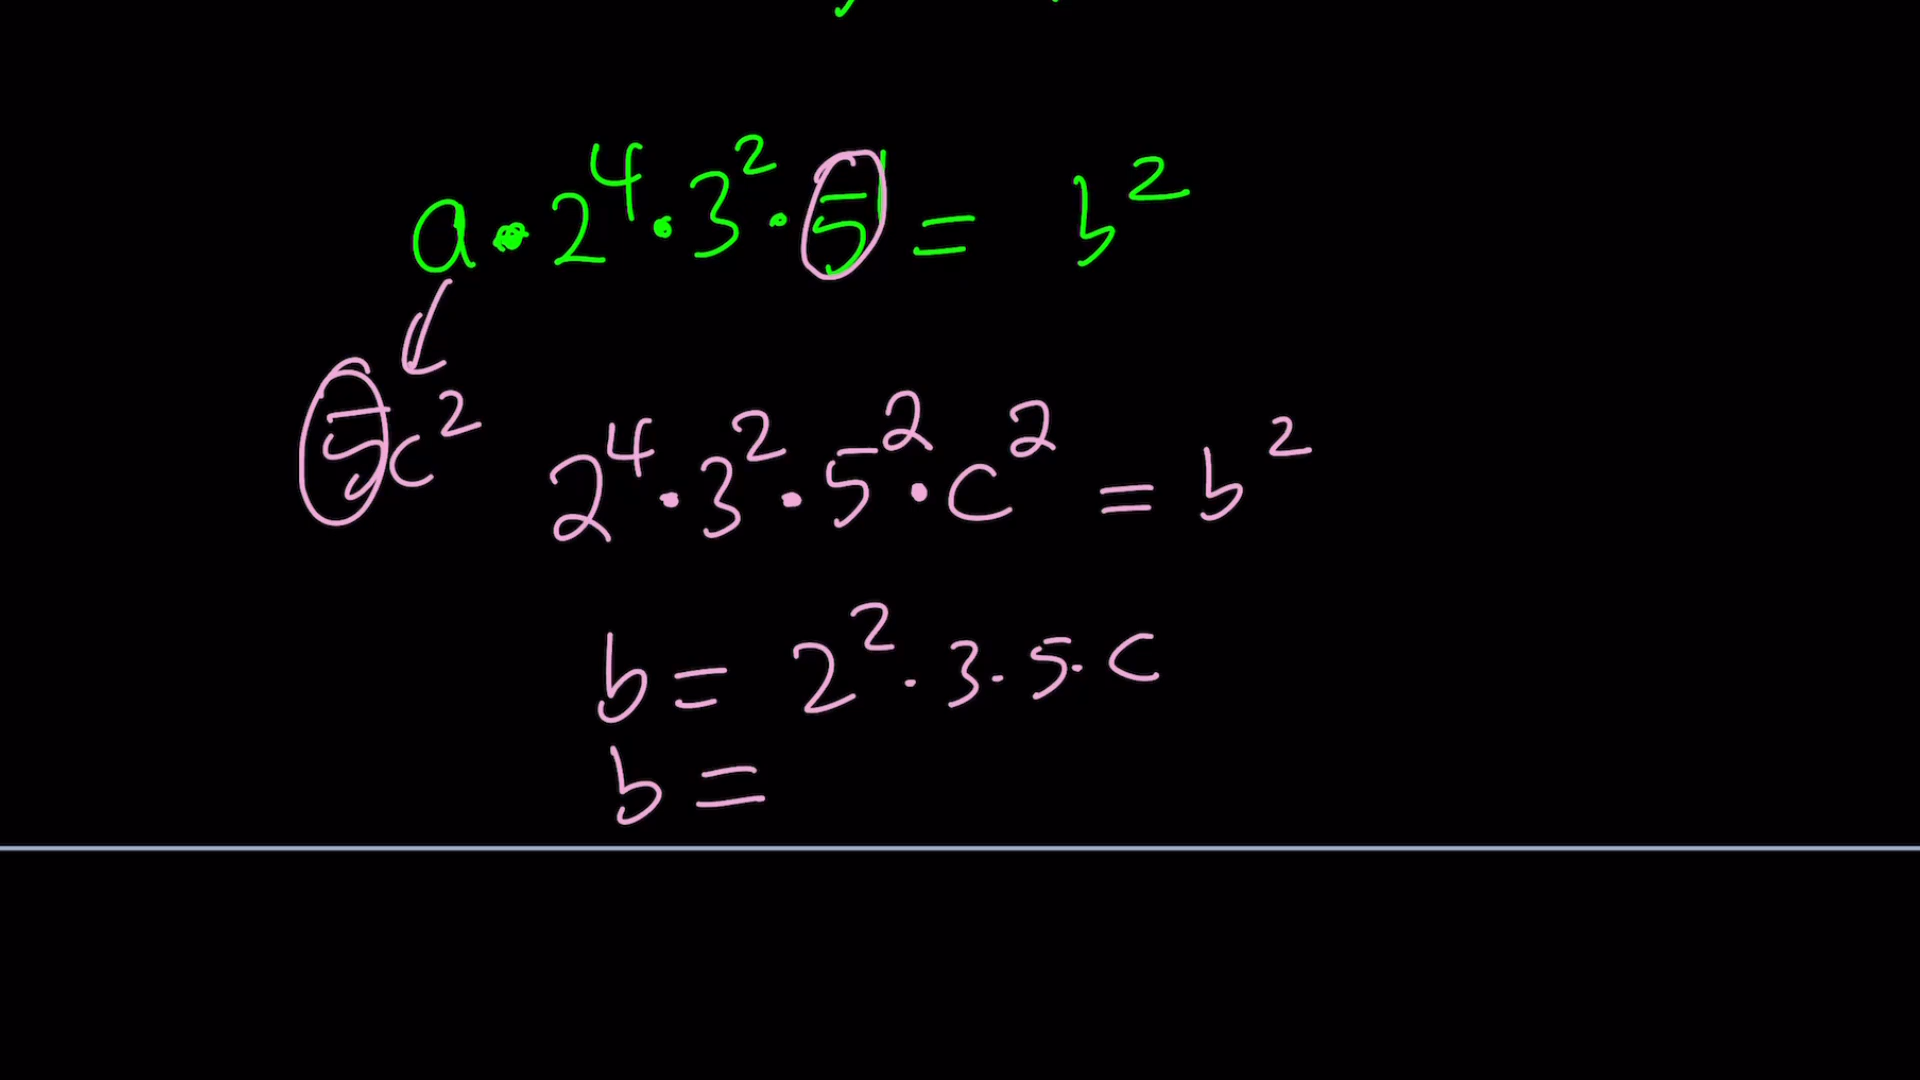 a · 2⁴ · 3² · 5 = b²
5c² 2⁴ · 3² · 5² · c² = b²
b = 2² · 3 · 5 · c
b =